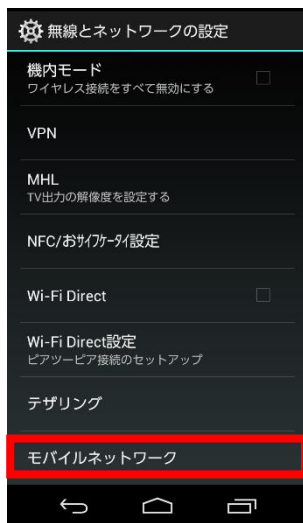 無線とネットワークの設定
機内モード
ワイヤレス接続をすべて無効にする
VPN
MHL
TV出力の解像度を設定する
NFC/おサイフケータイ設定
Wi-Fi Direct
Wi-Fi Direct設定
ピアツーピア接続のセットアップ
テザリング
モバイルネットワーク